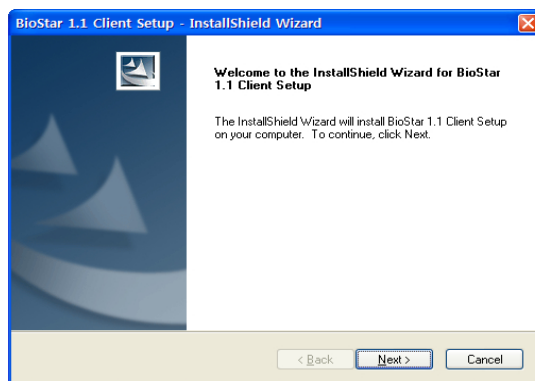 BioStar 1.1 Client Setup - InstallShield Wizard
Welcome to the InstallShield Wizard for BioStar
1.1 Client Setup
The InstallShield Wizard will install BioStar 1.1 Client Setup
on your computer. To continue, click Next.
< Back
Next >
Cancel